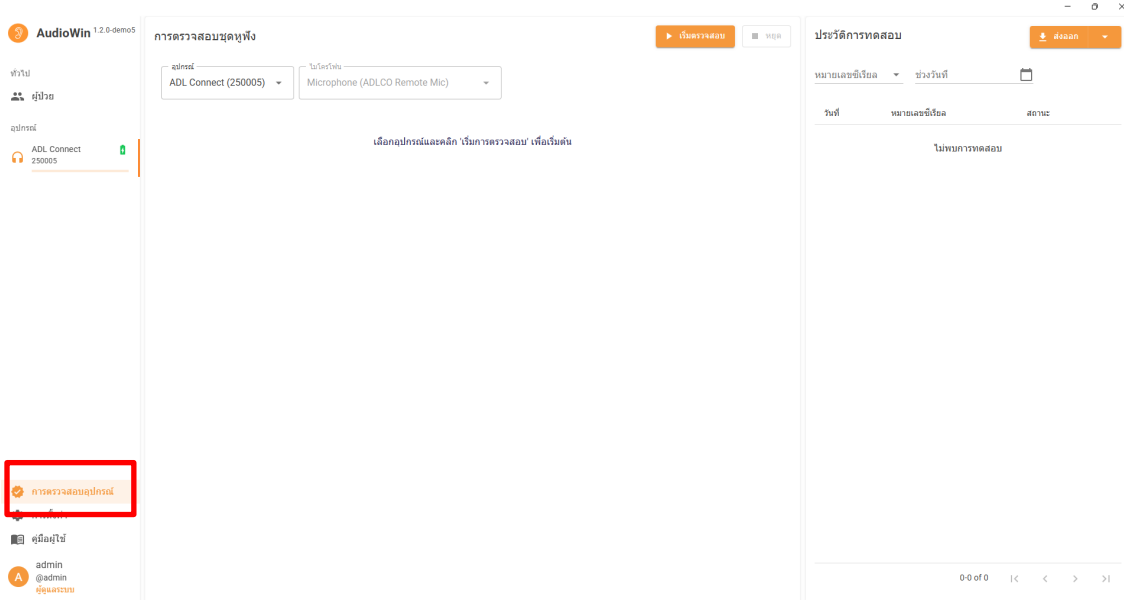 AudioWin 1.2.0-demo5
ทั่วไป
ผู้ป่วย
อุปกรณ์
ADL Connect
250005
การตรวจสอบอุปกรณ์
คู่มือผู้ใช้
A
admin
@admin
ผู้ดูแลระบบ
การตรวจสอบชุดหูฟัง
เริ่มตรวจสอบ
หยุด
อุปกรณ์
ADL Connect (250005)
ไมโครโฟน
Microphone (ADLCO Remote Mic)
เลือกอุปกรณ์และคลิก 'เริ่มการตรวจสอบ' เพื่อเริ่มต้น
ประวัติการทดสอบ
ส่งออก
หมายเลขซีเรียล
ช่วงวันที่
วันที่ หมายเลขซีเรียล สถานะ
ไม่พบการทดสอบ
0-0 of 0